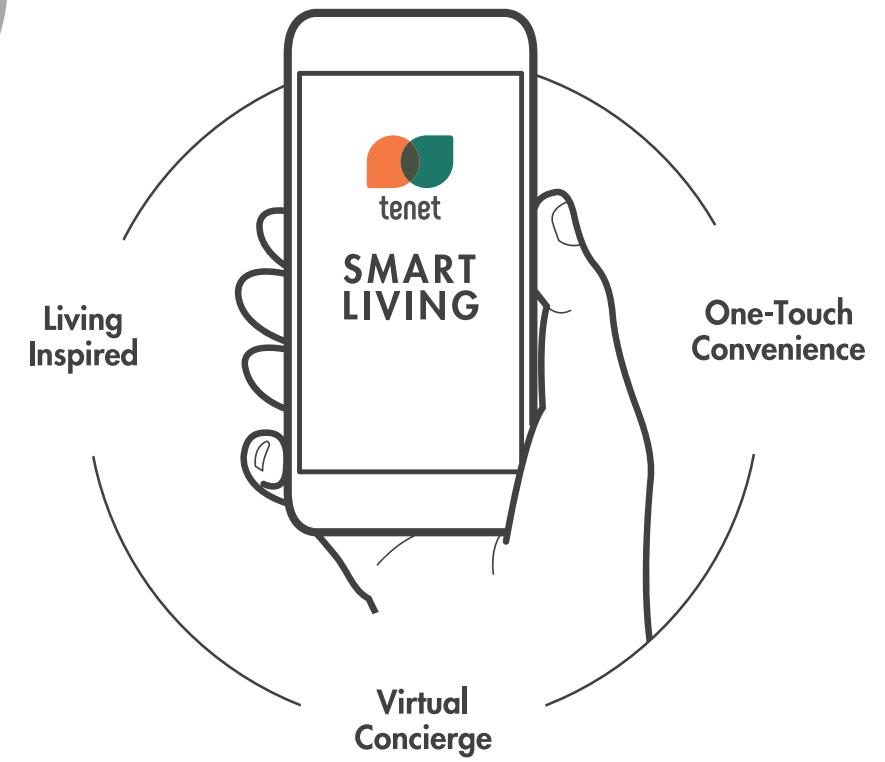 tenet
SMART
LIVING
Living
Inspired
One-Touch
Convenience
Virtual
Concierge